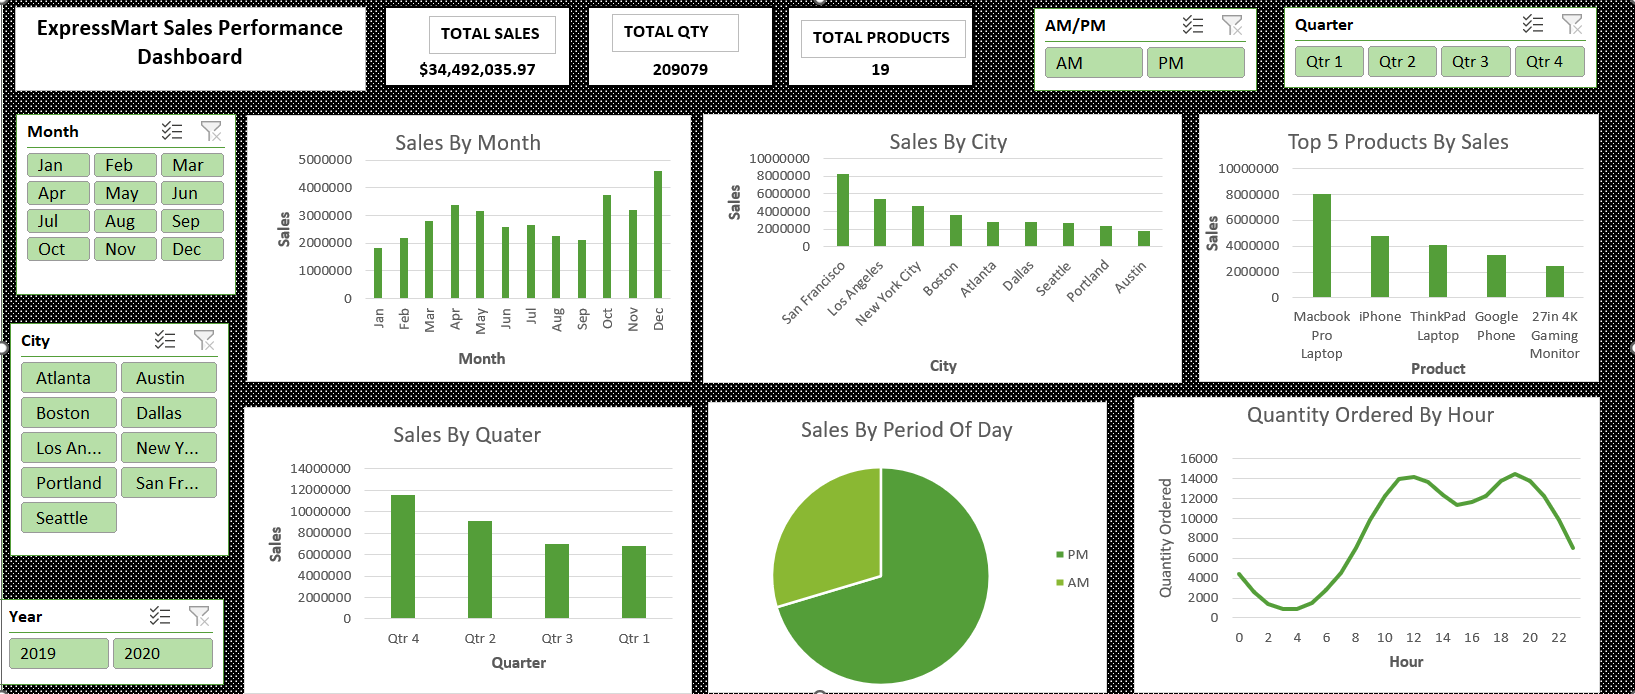 ExpressMart Sales Performance
Dashboard
TOTAL SALES
$34,492,035.97
TOTAL QTY
209079
TOTAL PRODUCTS
19
AM/PM
AM PM
Quarter
Qtr 1 Qtr 2 Qtr 3 Qtr 4
Month
Jan Feb Mar
Apr May Jun
Jul Aug Sep
Oct Nov Dec
City
Atlanta Austin
Boston Dallas
Los An... New Y...
Portland San Fr...
Seattle
Year
2019 2020
Sales By Month
Sales
5000000
4000000
3000000
2000000
1000000
0
Jan Feb Mar Apr May Jun Jul Aug Sep Oct Nov Dec
Month
Sales By City
Sales
10000000
8000000
6000000
4000000
2000000
0
San Francisco Los Angeles New York City Boston Atlanta Dallas Seattle Portland Austin
City
Top 5 Products By Sales
Sales
10000000
8000000
6000000
4000000
2000000
0
Macbook
Pro
Laptop
iPhone
ThinkPad
Laptop
Google
Phone
27in 4K
Gaming
Monitor
Product
Sales By Quater
Sales
14000000
12000000
10000000
8000000
6000000
4000000
2000000
0
Qtr 4 Qtr 2 Qtr 3 Qtr 1
Quarter
Sales By Period Of Day
PM
AM
Quantity Ordered By Hour
Quantity Ordered
16000
14000
12000
10000
8000
6000
4000
2000
0
0 2 4 6 8 10 12 14 16 18 20 22
Hour